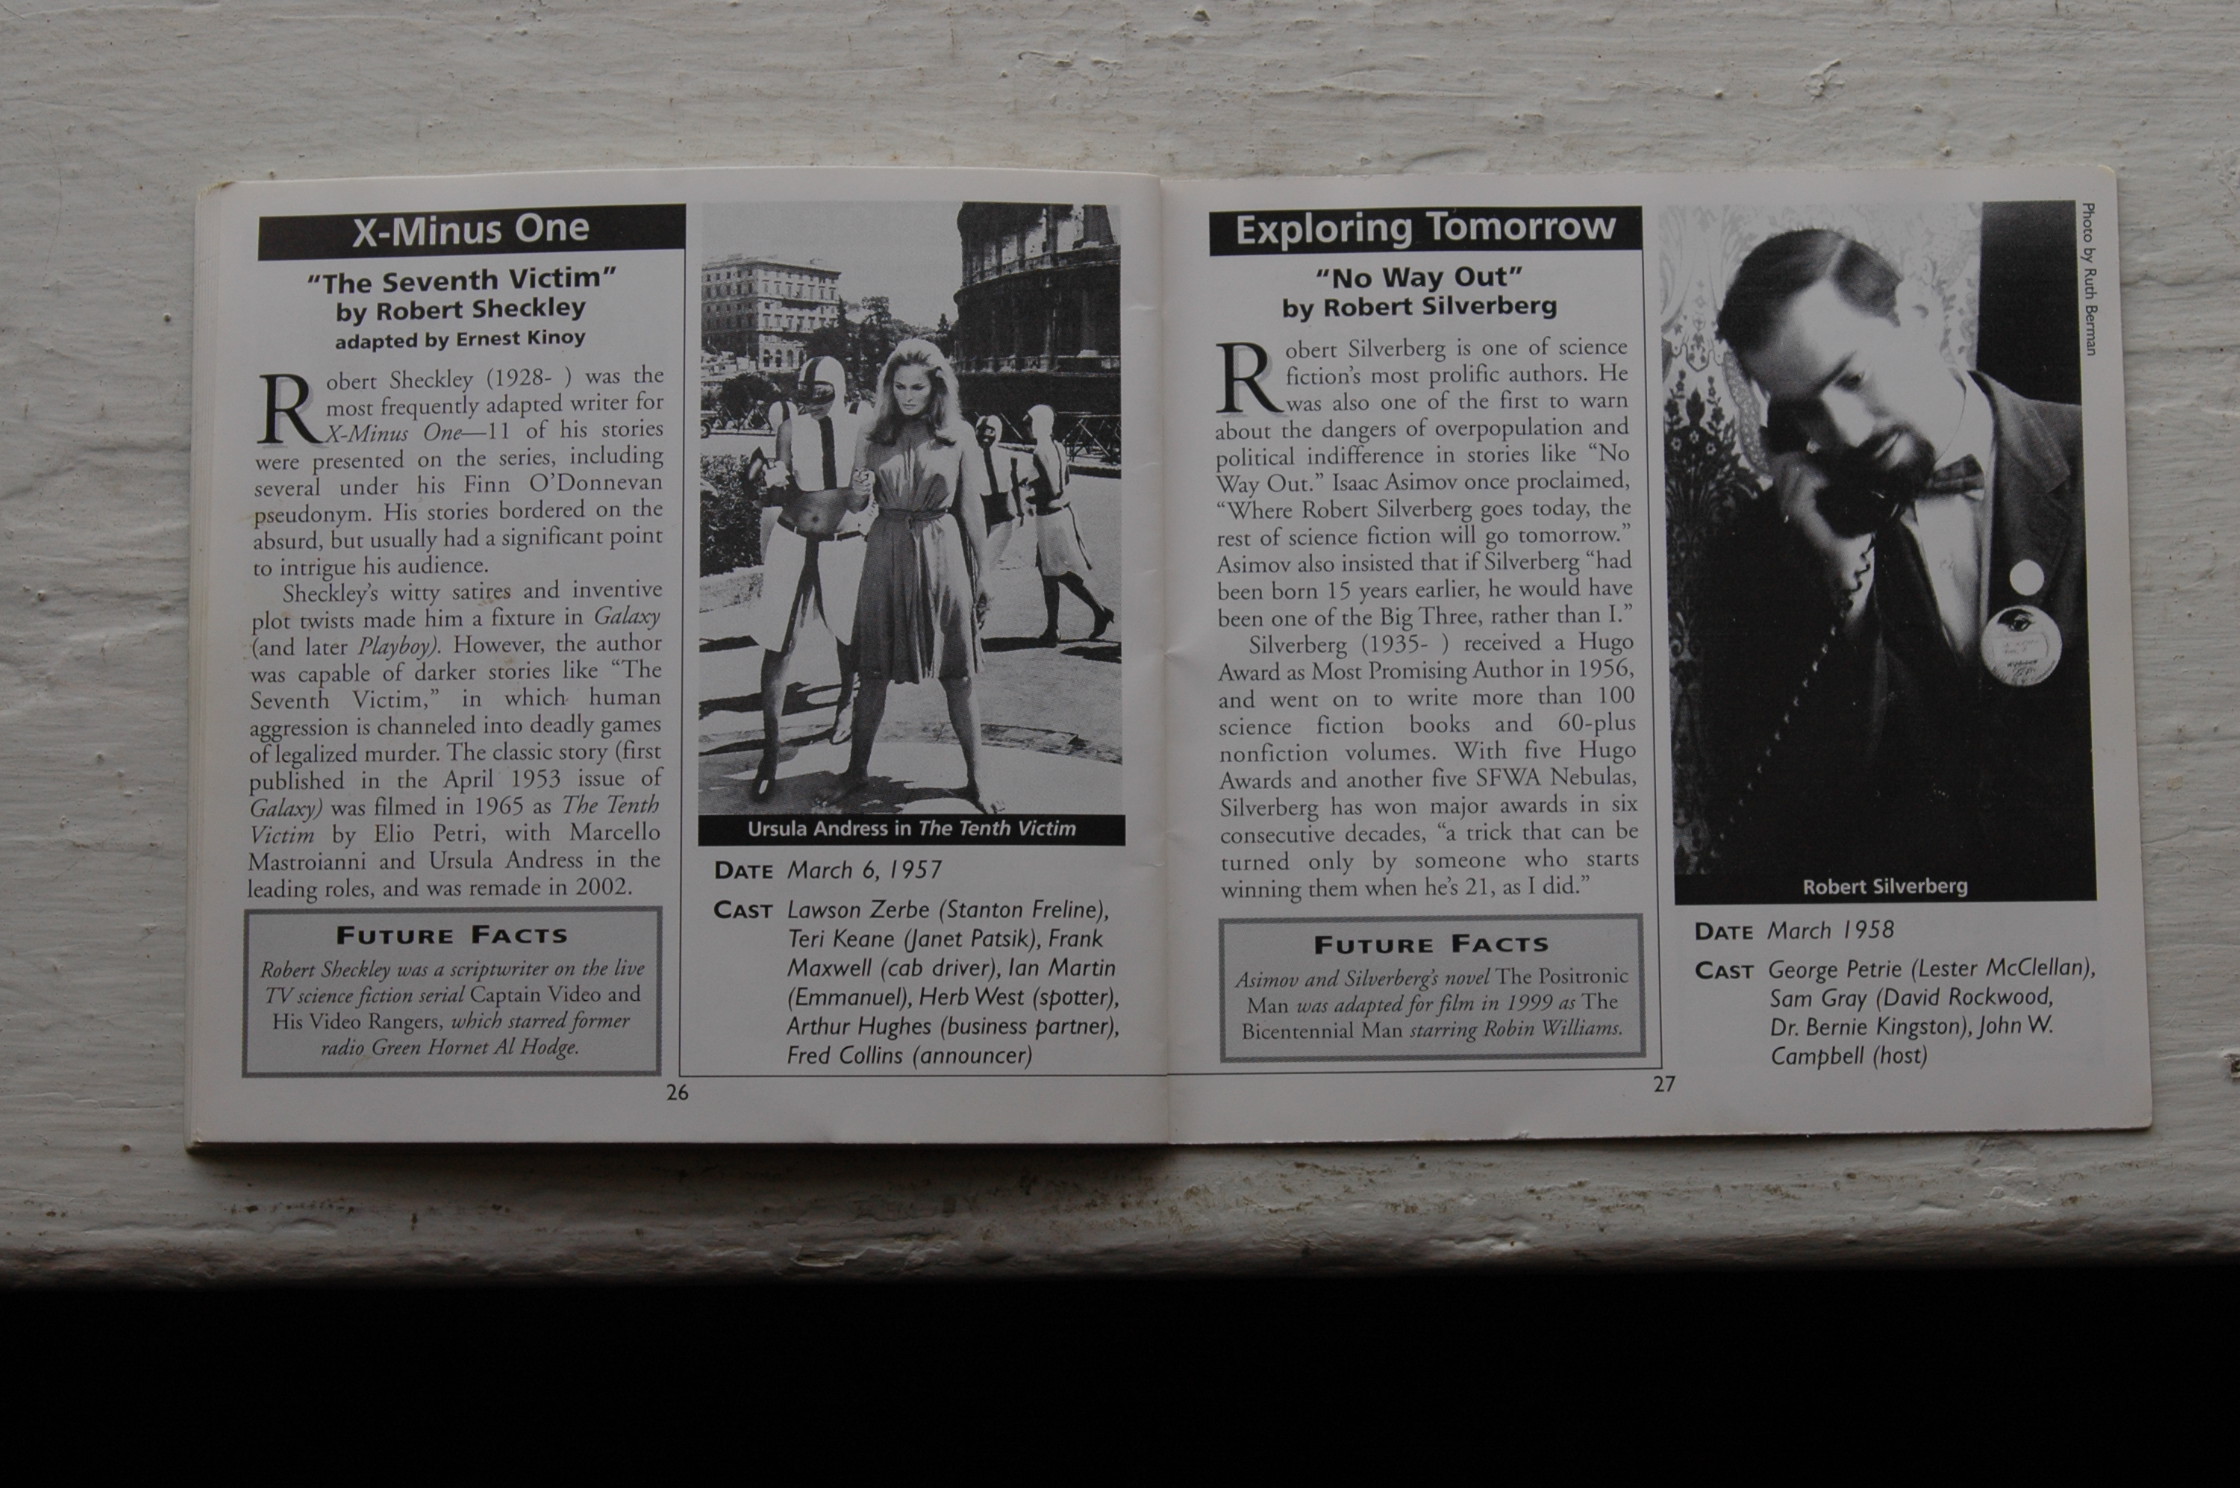 X-Minus One
“The Seventh Victim”
by Robert Sheckley
adapted by Ernest Kinoy
Robert Sheckley (1928- ) was the
most frequently adapted writer for
X-Minus One—11 of his stories
were presented on the series, including
several under his Finn O’Donnevan
pseudonym. His stories bordered on the
absurd, but usually had a significant point
to intrigue his audience.
Sheckley’s witty satires and inventive
plot twists made him a fixture in Galaxy
(and later Playboy). However, the author
was capable of darker stories like “The
Seventh Victim,” in which human
aggression is channeled into deadly games
of legalized murder. The classic story (first
published in the April 1953 issue of
Galaxy) was filmed in 1965 as The Tenth
Victim by Elio Petri, with Marcello
Mastroianni and Ursula Andress in the
leading roles, and was remade in 2002.
FUTURE FACTS
Robert Sheckley was a scriptwriter on the live
TV science fiction serial Captain Video and
His Video Rangers, which starred former
radio Green Hornet Al Hodge.
Ursula Andress in The Tenth Victim
DATE March 6, 1957
CAST Lawson Zerbe (Stanton Freline),
Teri Keane (Janet Patsik), Frank
Maxwell (cab driver), Ian Martin
(Emmanuel), Herb West (spotter),
Arthur Hughes (business partner),
Fred Collins (announcer)
26
Exploring Tomorrow
“No Way Out”
by Robert Silverberg
Robert Silverberg is one of science
fiction’s most prolific authors. He
was also one of the first to warn
about the dangers of overpopulation and
political indifference in stories like “No
Way Out.” Isaac Asimov once proclaimed,
“Where Robert Silverberg goes today, the
rest of science fiction will go tomorrow.”
Asimov also insisted that if Silverberg “had
been born 15 years earlier, he would have
been one of the Big Three, rather than I.”
Silverberg (1935- ) received a Hugo
Award as Most Promising Author in 1956,
and went on to write more than 100
science fiction books and 60-plus
nonfiction volumes. With five Hugo
Awards and another five SFWA Nebulas,
Silverberg has won major awards in six
consecutive decades, “a trick that can be
turned only by someone who starts
winning them when he’s 21, as I did.”
FUTURE FACTS
Asimov and Silverberg’s novel The Positronic
Man was adapted for film in 1999 as The
Bicentennial Man starring Robin Williams.
Photo by Ruth Berman
Robert Silverberg
DATE March 1958
CAST George Petrie (Lester McClellan),
Sam Gray (David Rockwood,
Dr. Bernie Kingston), John W.
Campbell (host)
27